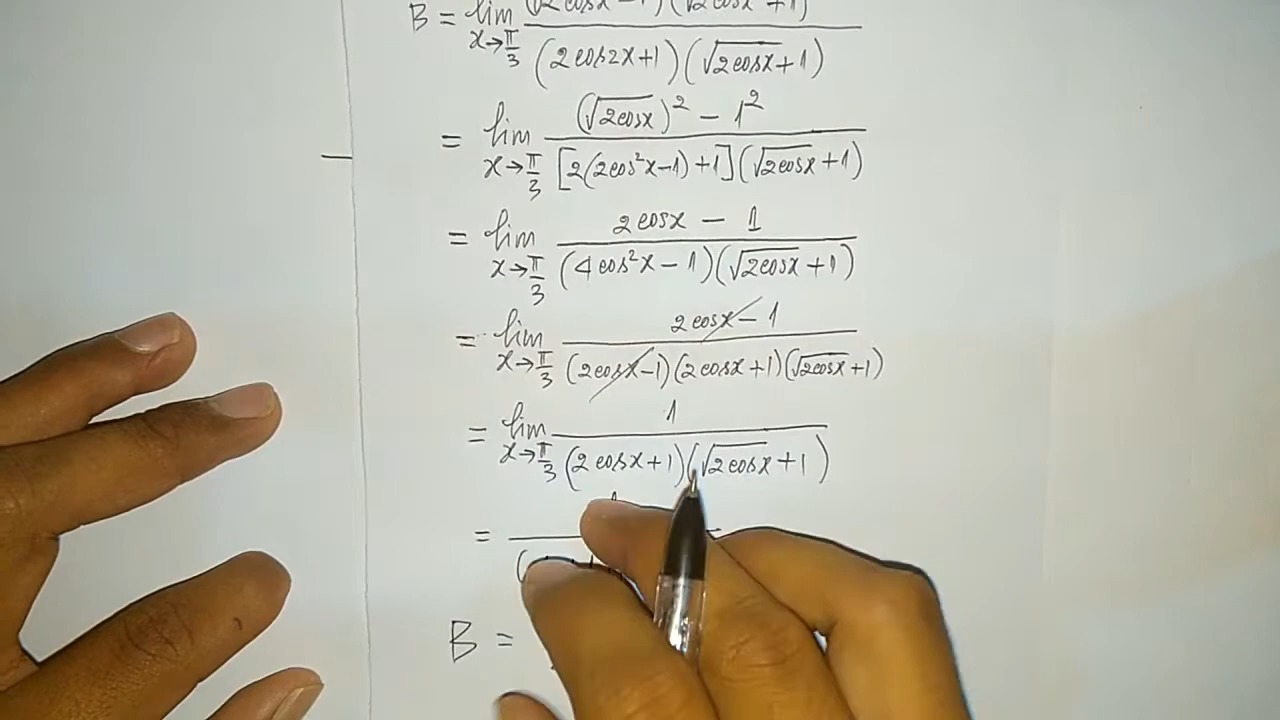 B = lim x→π/3 (√2cosx − 1)(√2cosx + 1) / (2cos2x+1)(√2cosx+1)
= lim x→π/3 (√2cosx)² − 1² / [2(2cos²x−1)+1](√2cosx+1)
= lim x→π/3 2cosx − 1 / (4cos²x − 1)(√2cosx+1)
= lim x→π/3 2cosx − 1 / (2cosx−1)(2cosx+1)(√2cosx+1)
= lim x→π/3 1 / (2cosx+1)(√2cosx+1)
=
B =